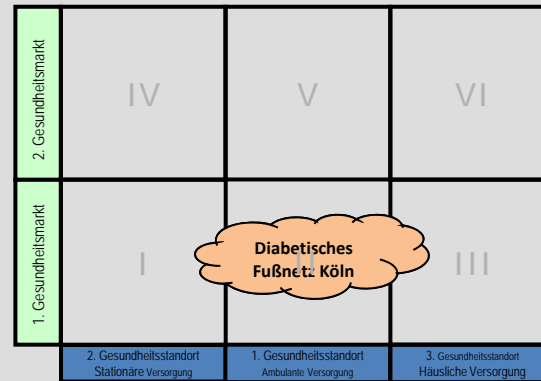 2. Gesundheitsmarkt
IV
V
VI
1. Gesundheitsmarkt
I
Diabetisches
Fußnetz Köln
II
III
2. Gesundheitsstandort
Stationäre Versorgung
1. Gesundheitsstandort
Ambulante Versorgung
3. Gesundheitsstandort
Häusliche Versorgung